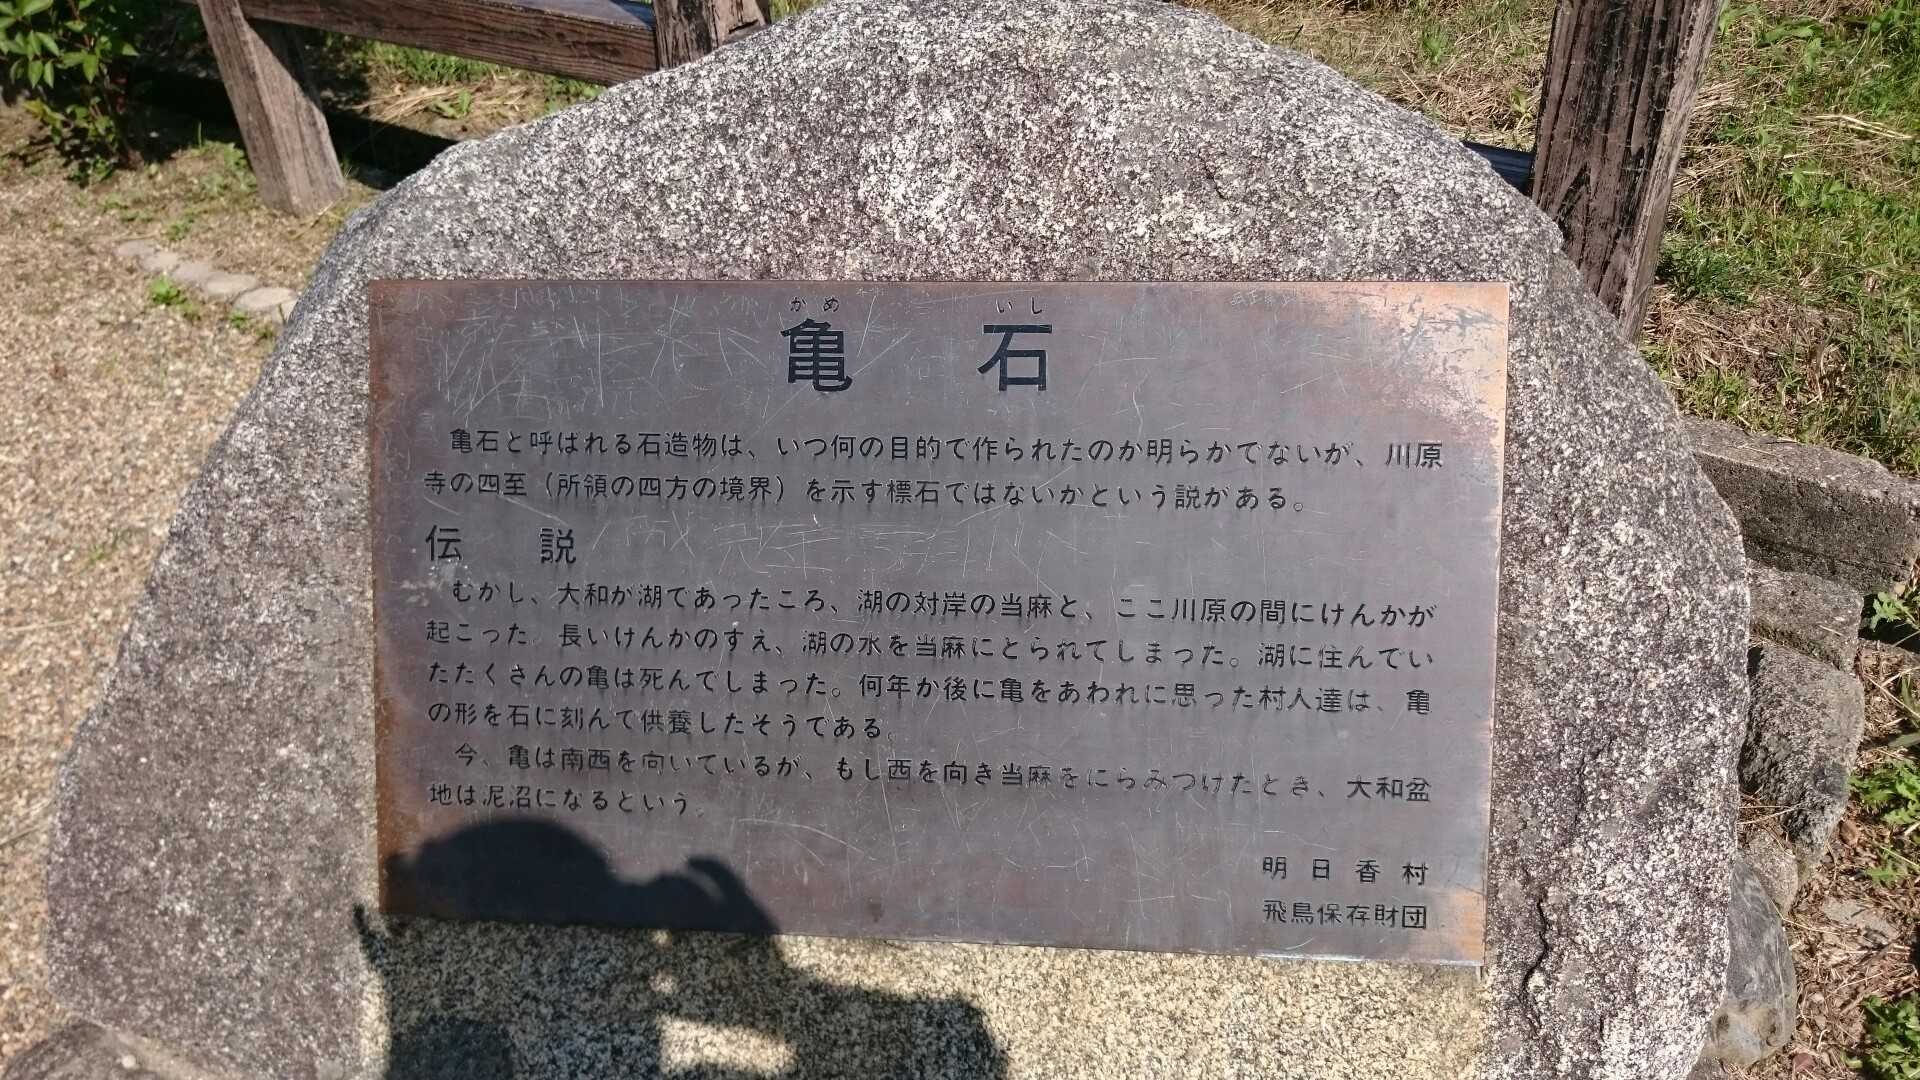 かめ いし
亀 石
亀石と呼ばれる石造物は、いつ何の目的で作られたのか明らかでないが、川原
寺の四至（所領の四方の境界）を示す標石ではないかという説がある。
伝 説
むかし、大和が湖であったころ、湖の対岸の当麻と、ここ川原の間にけんかが
起こった。長いけんかのすえ、湖の水を当麻にとられてしまった。湖に住んでい
たたくさんの亀は死んでしまった。何年か後に亀をあわれに思った村人達は、亀
の形を石に刻んで供養したそうである。
今、亀は南西を向いているが、もし西を向き当麻をにらみつけたとき、大和盆
地は泥沼になるという。
明日香村
飛鳥保存財団